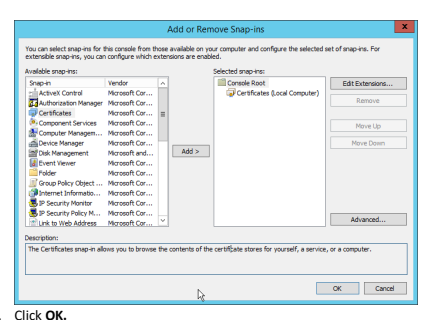 Add or Remove Snap-ins
x
You can select snap-ins for this console from those available on your computer and configure the selected set of snap-ins. For
extensible snap-ins, you can configure which extensions are enabled.
Available snap-ins:
Selected snap-ins:
Snap-in Vendor
ActiveX Control Microsoft Cor...
Authorization Manager Microsoft Cor...
Certificates Microsoft Cor...
Component Services Microsoft Cor...
Computer Managem... Microsoft Cor...
Device Manager Microsoft Cor...
Disk Management Microsoft and...
Event Viewer Microsoft Cor...
Folder Microsoft Cor...
Group Policy Object ... Microsoft Cor...
Internet Informatio... Microsoft Cor...
IP Security Monitor Microsoft Cor...
IP Security Policy M... Microsoft Cor...
Link to Web Address Microsoft Cor...
Add >
Console Root
Certificates (Local Computer)
Edit Extensions...
Remove
Move Up
Move Down
Advanced...
Description:
The Certificates snap-in allows you to browse the contents of the certificate stores for yourself, a service, or a computer.
OK Cancel
Click OK.